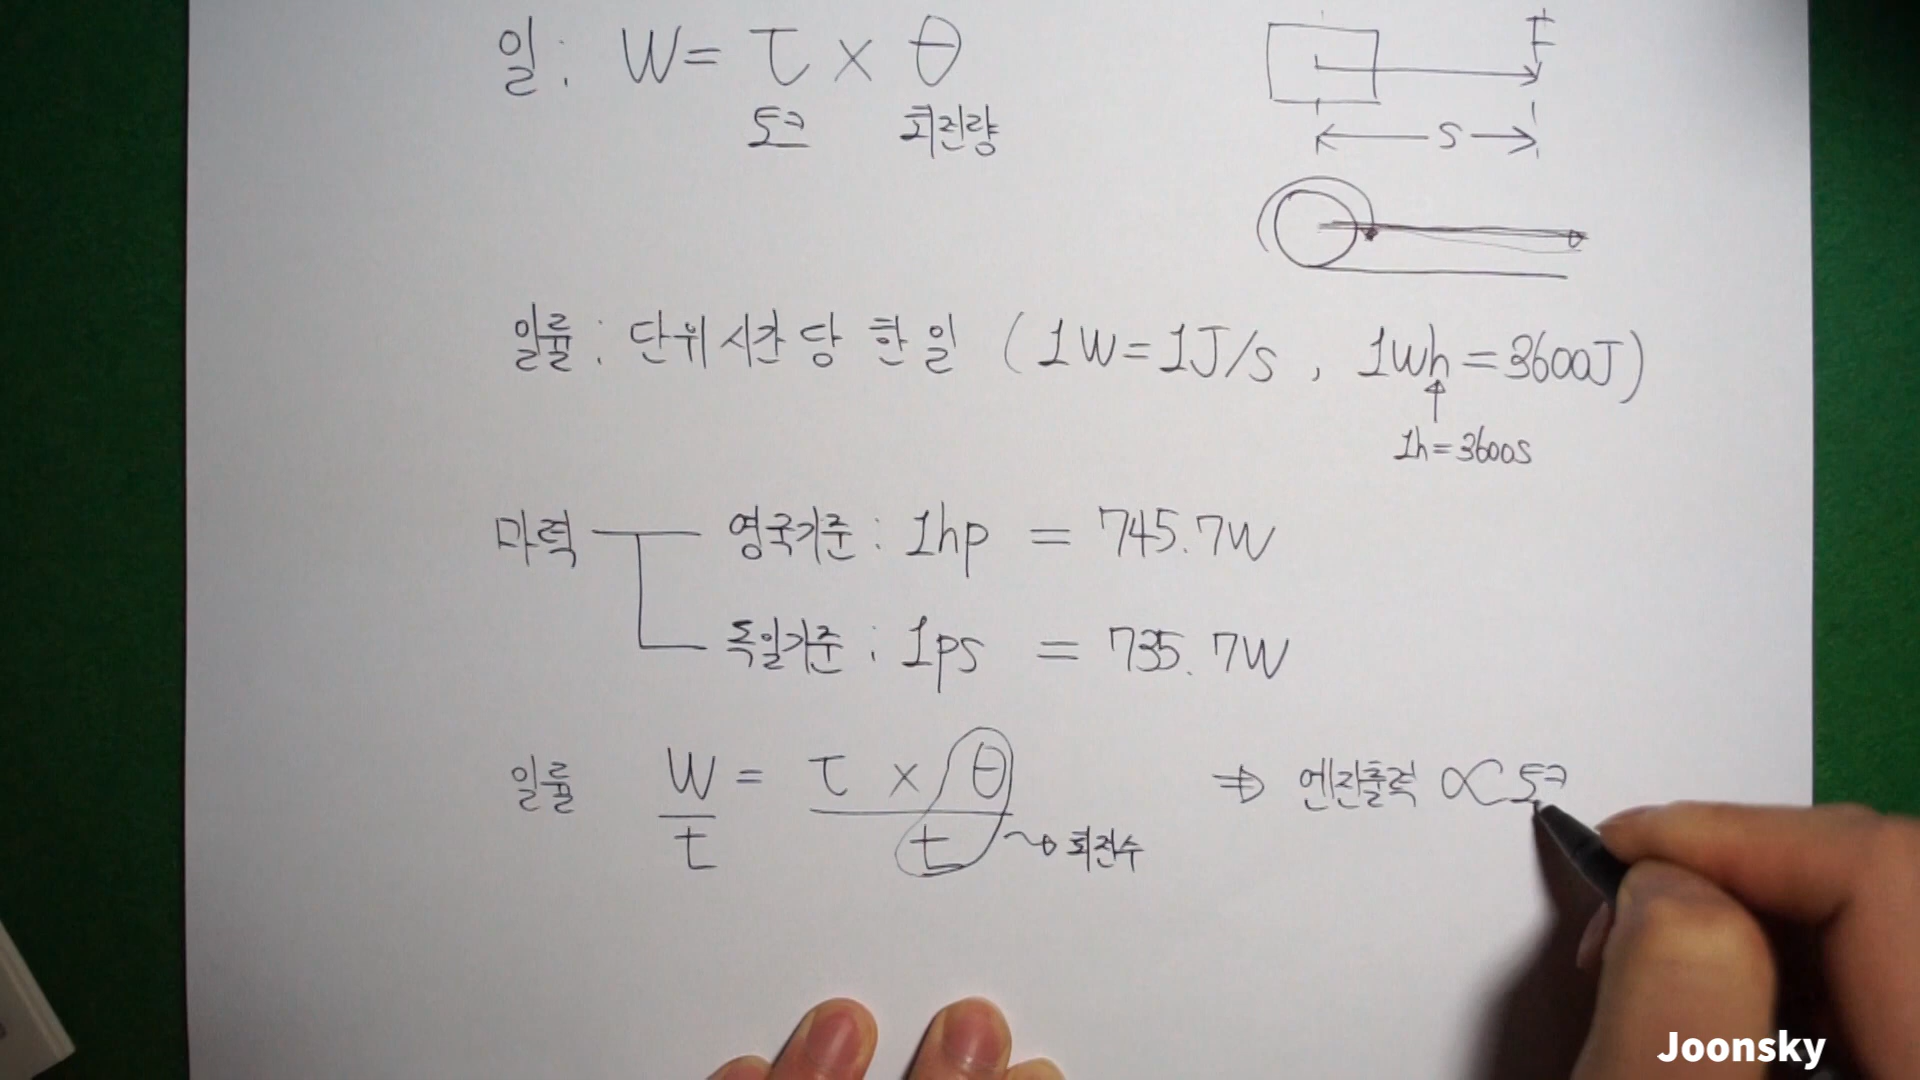 일 : W = τ × θ
토크 회전량
F
S
일률 : 단위시간당 한 일 (1W=1J/s , 1Wh=3600J)
1h=3600s
마력 영국기준 : 1hp = 745.7W
독일기준 : 1ps = 735.7W
일률 W/t = τ × θ / t ⇒ 엔진출력 ∝ 토크
회전수
Joonsky